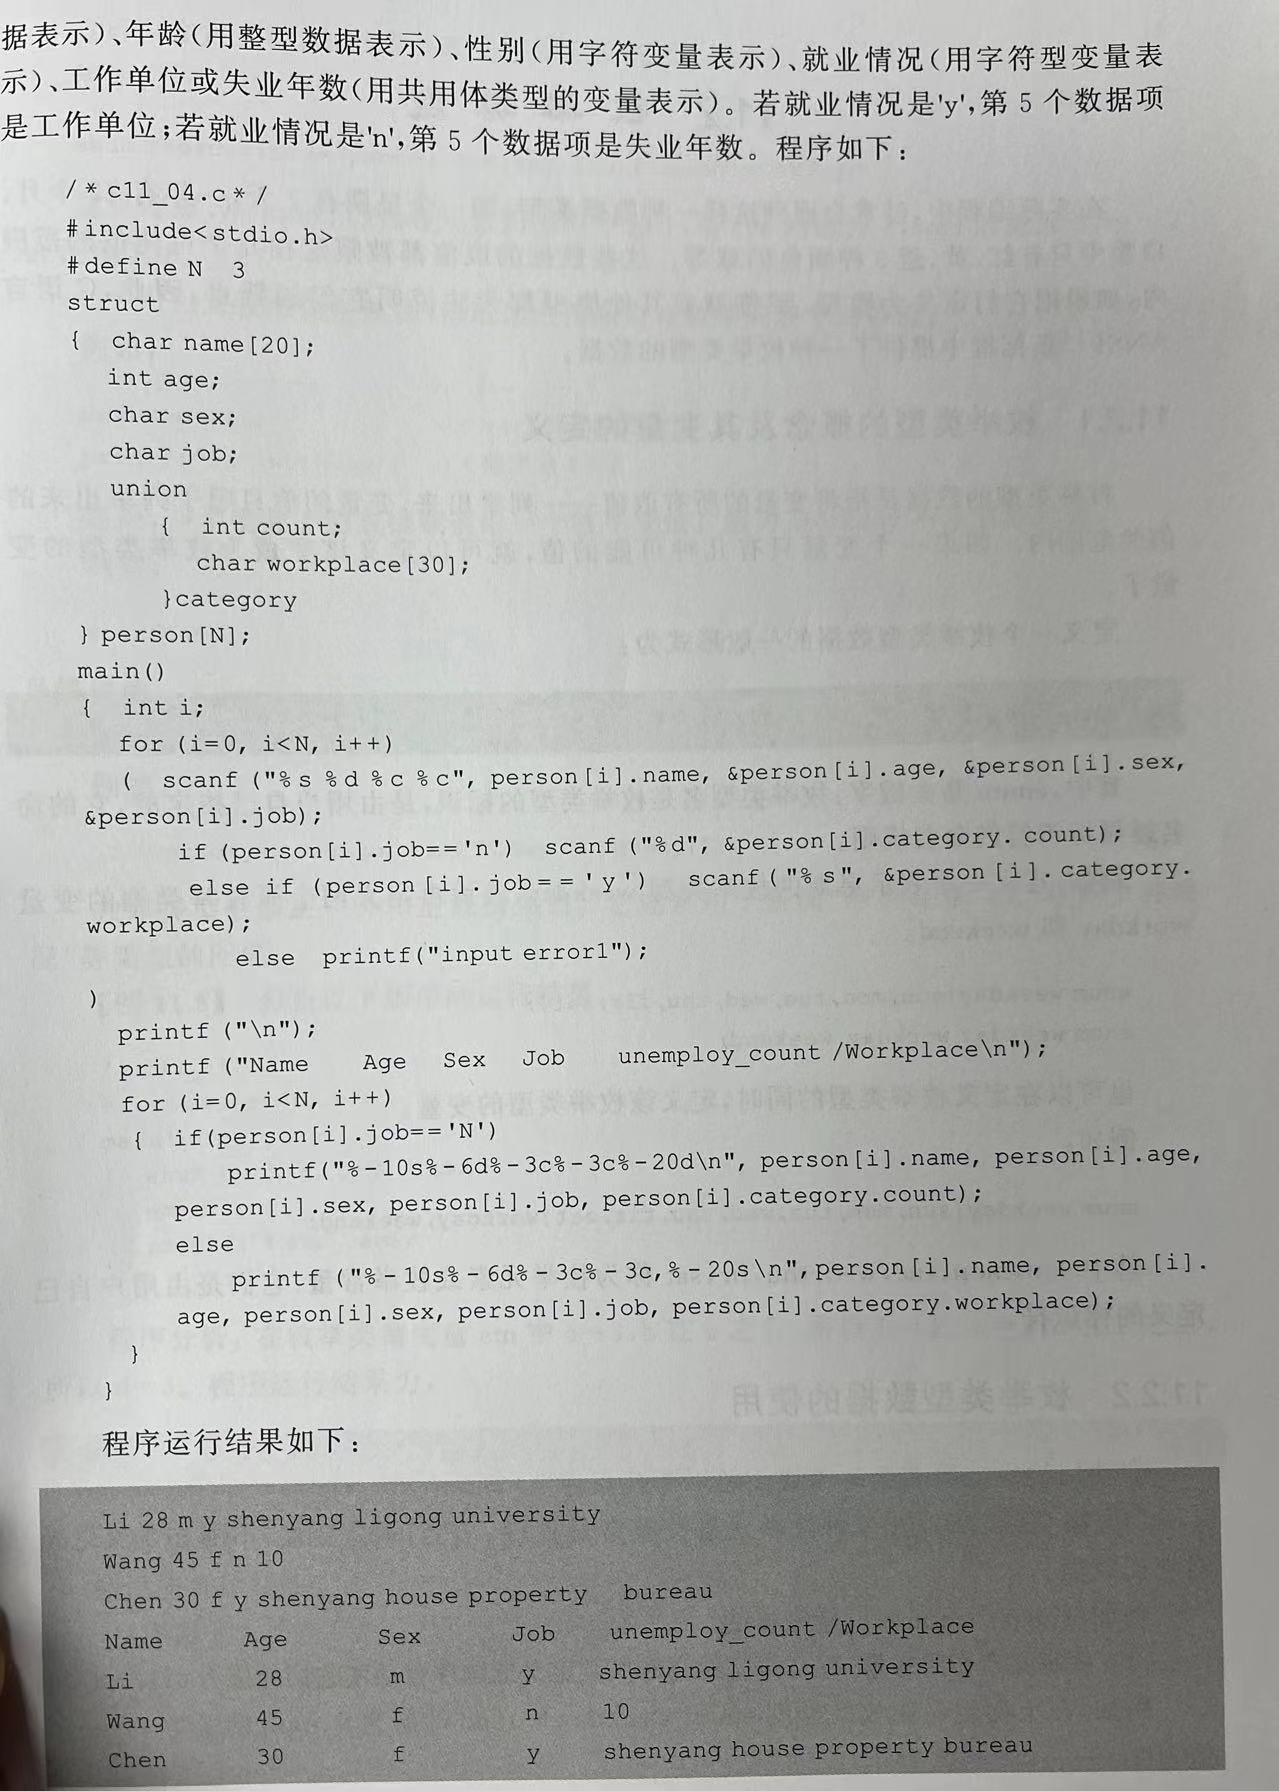 据表示)、年龄(用整型数据表示)、性别(用字符变量表示)、就业情况(用字符型变量表
示)、工作单位或失业年数(用共用体类型的变量表示)。若就业情况是'y',第 5 个数据项
是工作单位;若就业情况是'n',第 5 个数据项是失业年数。程序如下:
/* c11_04.c */
#include<stdio.h>
#define N  3
struct
{  char name[20];
int age;
char sex;
char job;
union
{  int count;
char workplace[30];
}category
} person[N];
main()
{  int i;
for (i=0, i<N, i++)
(  scanf ("%s %d %c %c", person[i].name, &person[i].age, &person[i].sex,
&person[i].job);
if (person[i].job=='n')  scanf ("%d", &person[i].category. count);
else if (person [i]. job == 'y')  scanf ("% s", &person [i]. category.
workplace);
else  printf("input error1");
)
printf ("\n");
printf ("Name   Age   Sex   Job    unemploy_count /Workplace\n");
for (i=0, i<N, i++)
{  if(person[i].job=='N')
printf("%-10s%-6d%-3c%-3c%-20d\n", person[i].name, person[i].age,
person[i].sex, person[i].job, person[i].category.count);
else
printf ("%-10s%-6d%-3c%-3c,%-20s\n",person[i].name, person[i].
age, person[i].sex, person[i].job, person[i].category.workplace);
}
}
程序运行结果如下:
Li 28 m y shenyang ligong university
Wang 45 f n 10
Chen 30 f y shenyang house property  bureau
Name  Age  Sex  Job  unemploy_count /Workplace
Li  28  m  y  shenyang ligong university
Wang  45  f  n  10
Chen  30  f  y  shenyang house property bureau